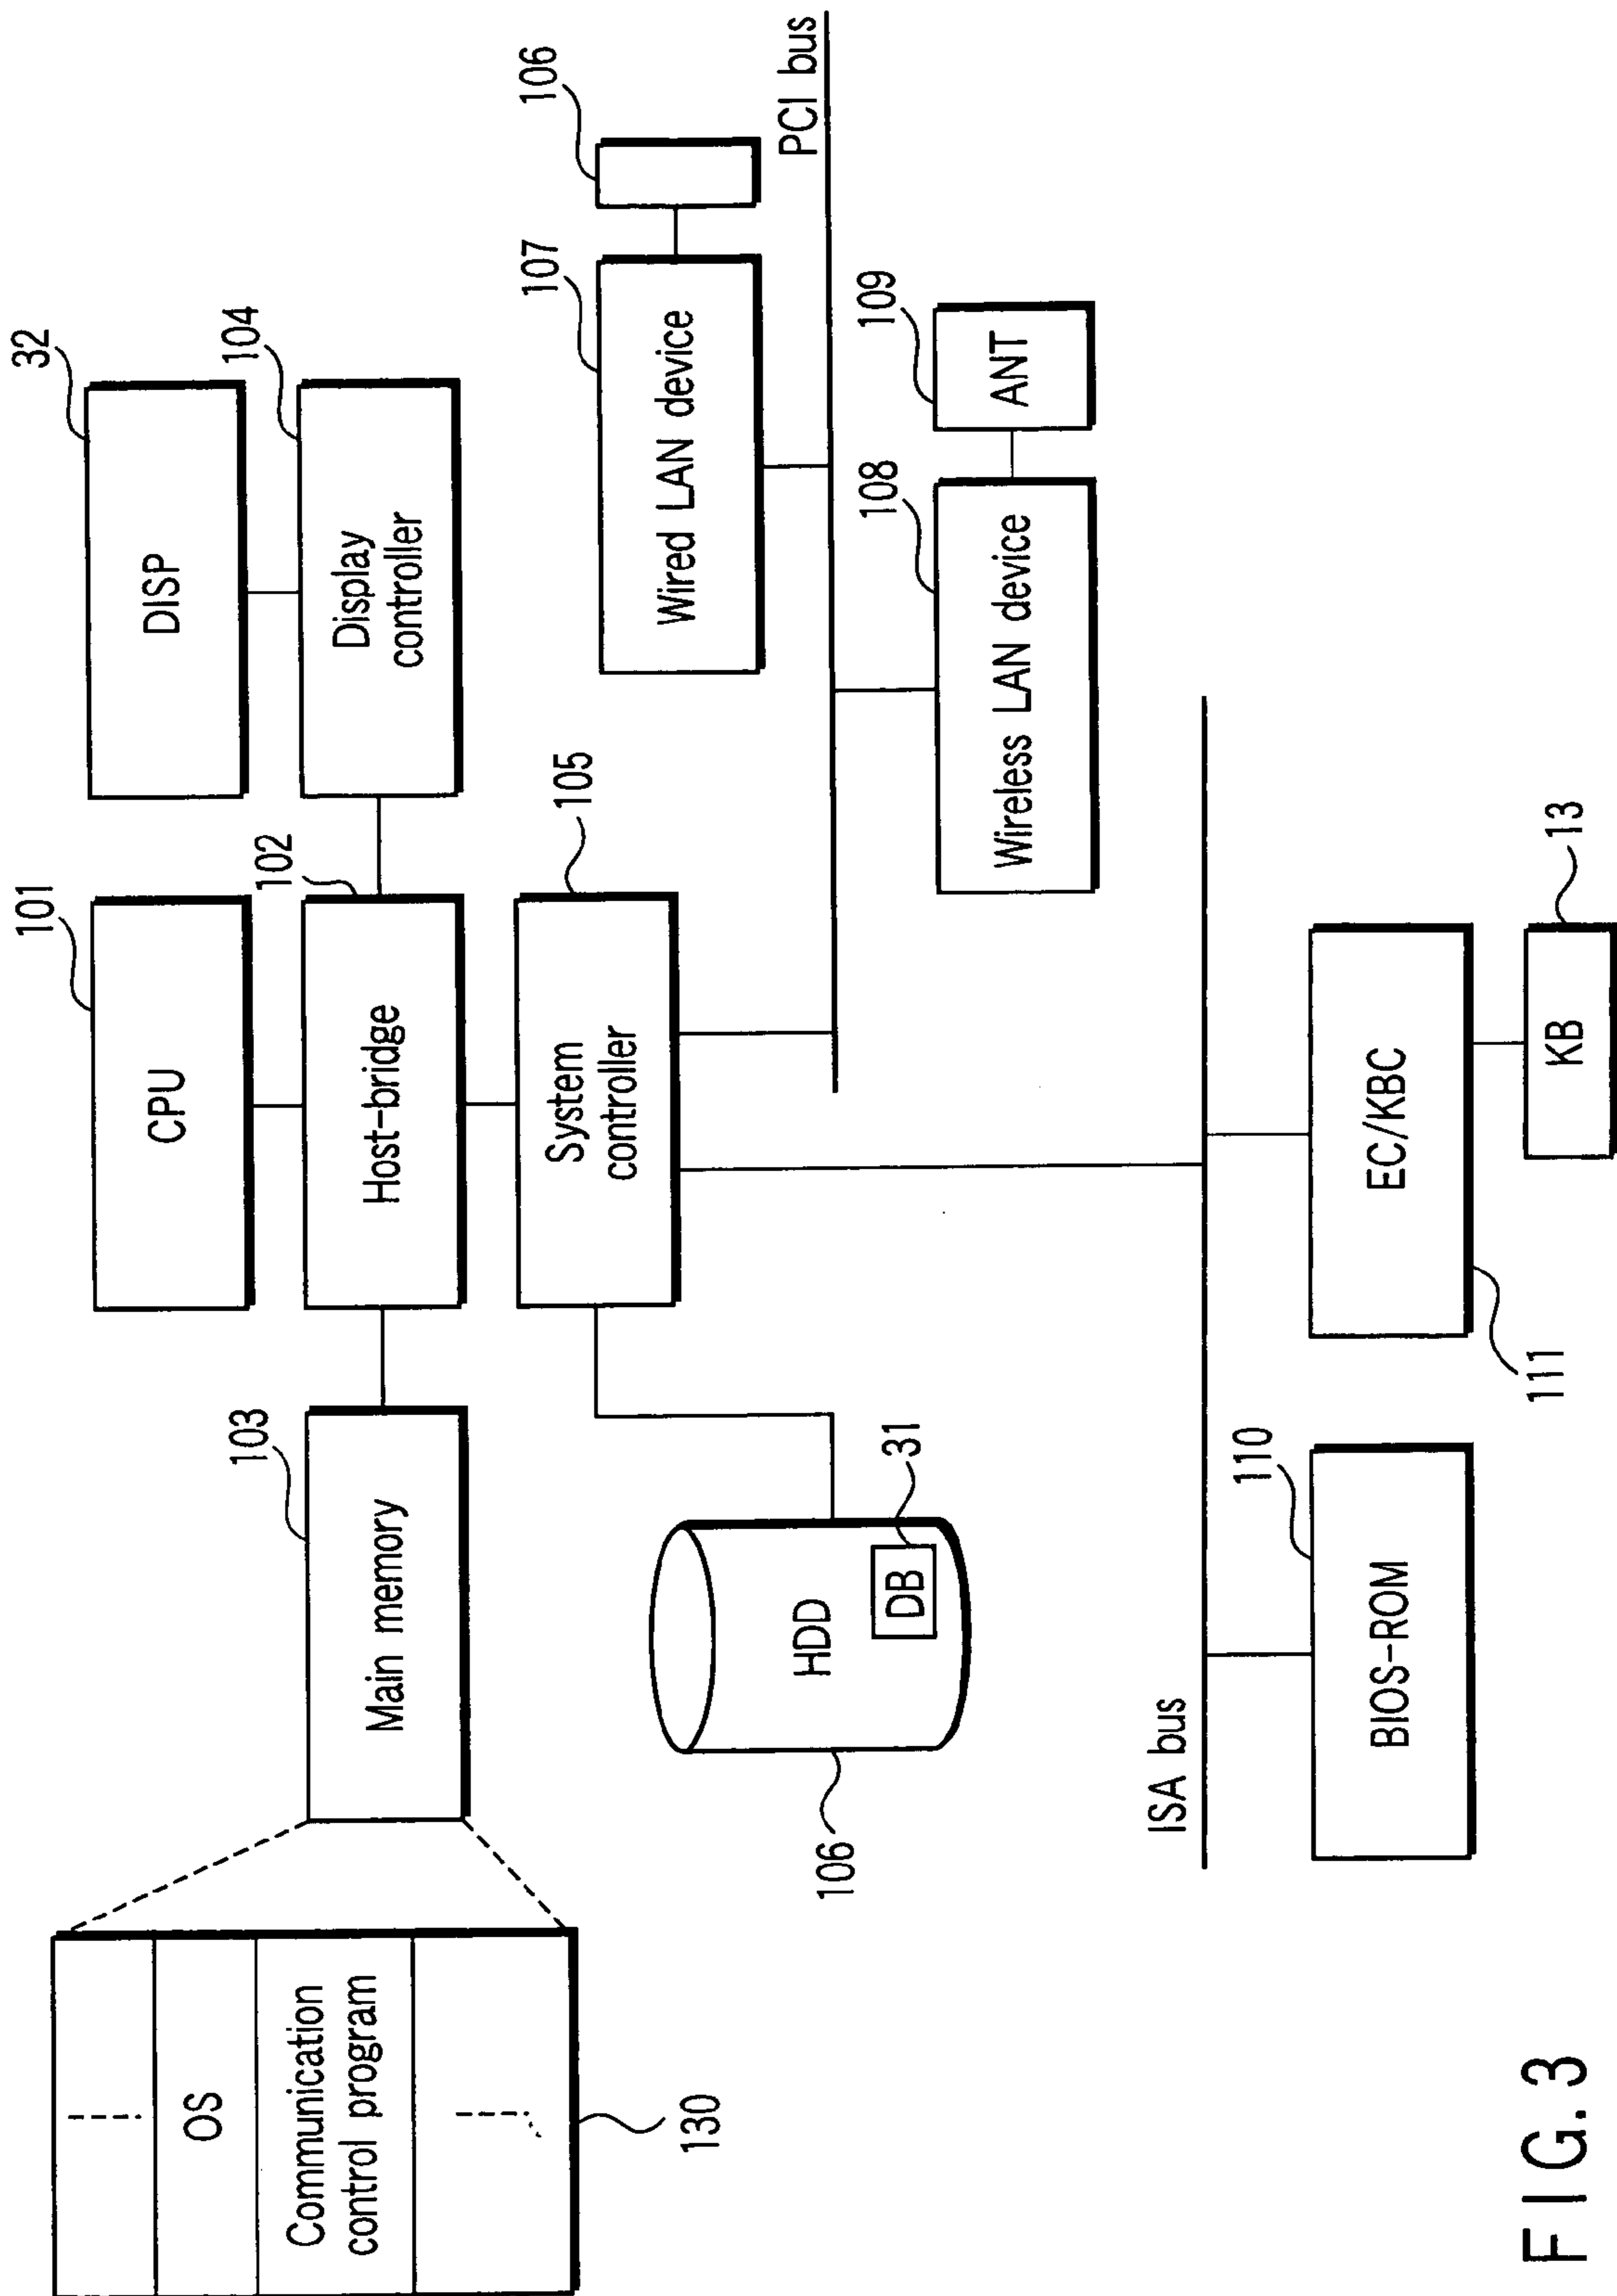 OS
Communication
control program
130
Main memory
103
CPU
101
Host-bridge
102
System
controller
105
DISP
32
Display
controller
104
HDD
DB
31
106
Wired LAN device
107
106
PCI bus
Wireless LAN device
108
ANT
109
ISA bus
BIOS-ROM
110
EC/KBC
111
KB
13
FIG.3